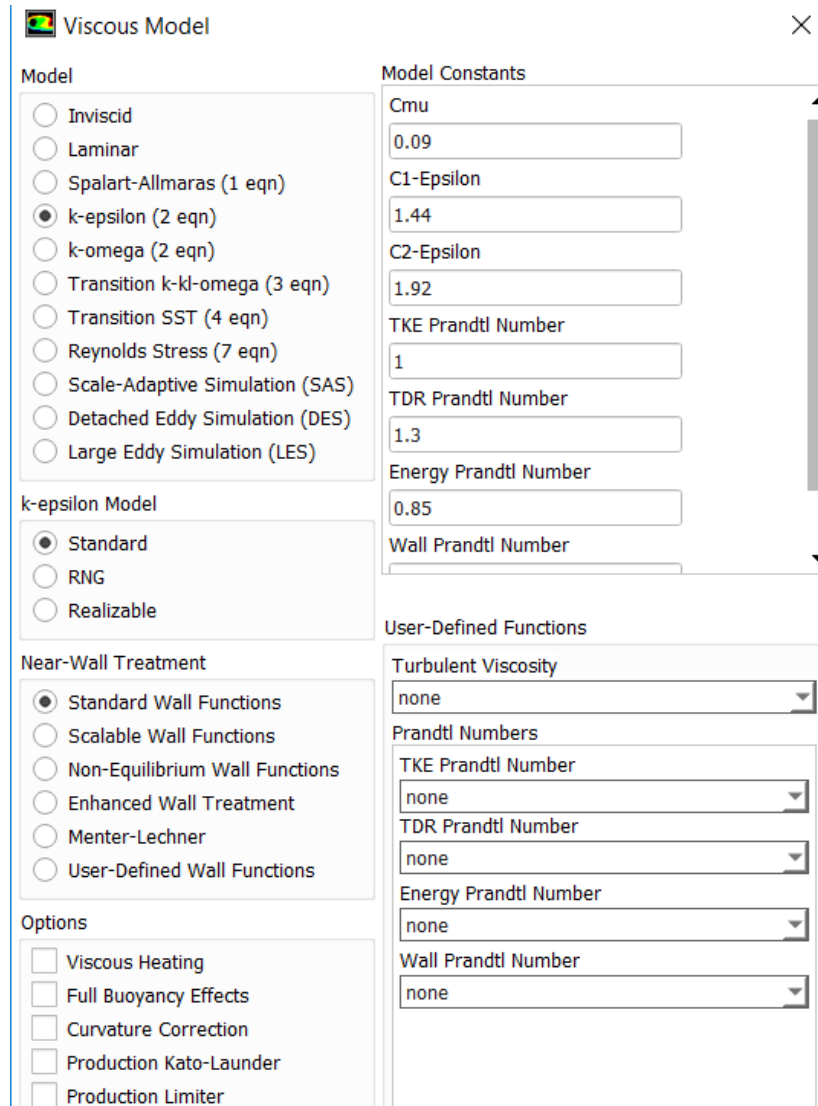 Viscous Model
Model
Inviscid
Laminar
Spalart-Allmaras (1 eqn)
k-epsilon (2 eqn)
k-omega (2 eqn)
Transition k-kl-omega (3 eqn)
Transition SST (4 eqn)
Reynolds Stress (7 eqn)
Scale-Adaptive Simulation (SAS)
Detached Eddy Simulation (DES)
Large Eddy Simulation (LES)
k-epsilon Model
Standard
RNG
Realizable
Near-Wall Treatment
Standard Wall Functions
Scalable Wall Functions
Non-Equilibrium Wall Functions
Enhanced Wall Treatment
Menter-Lechner
User-Defined Wall Functions
Options
Viscous Heating
Full Buoyancy Effects
Curvature Correction
Production Kato-Launder
Production Limiter
Model Constants
Cmu
0.09
C1-Epsilon
1.44
C2-Epsilon
1.92
TKE Prandtl Number
1
TDR Prandtl Number
1.3
Energy Prandtl Number
0.85
Wall Prandtl Number
User-Defined Functions
Turbulent Viscosity
none
Prandtl Numbers
TKE Prandtl Number
none
TDR Prandtl Number
none
Energy Prandtl Number
none
Wall Prandtl Number
none